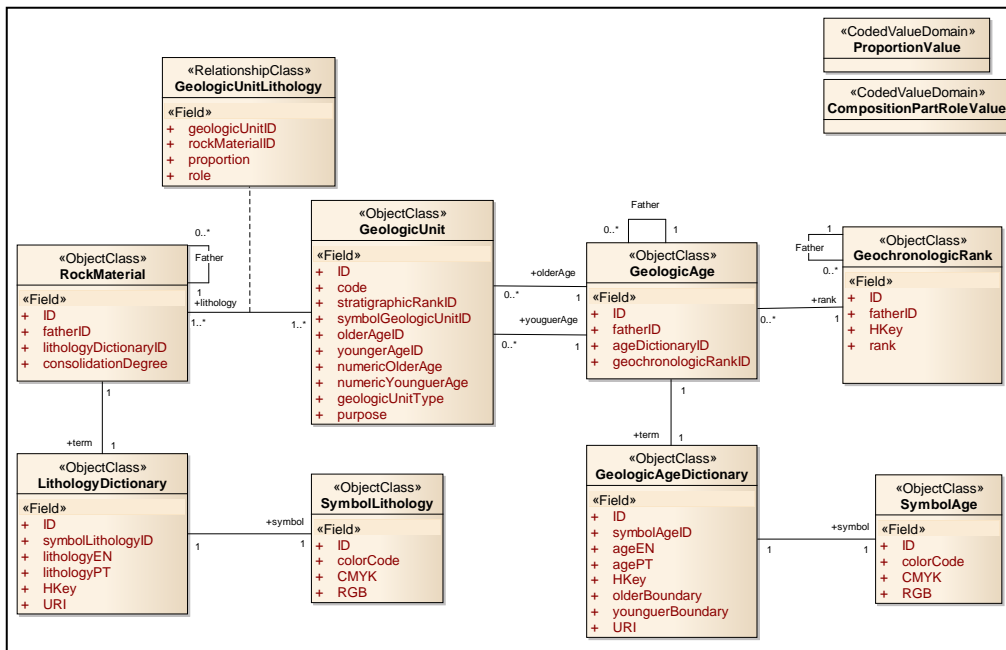 «CodedValueDomain»
ProportionValue
«CodedValueDomain»
CompositionPartRoleValue
«RelationshipClass»
GeologicUnitLithology
«Field»
+ geologicUnitID
+ rockMaterialID
+ proportion
+ role
«ObjectClass»
RockMaterial
«Field»
+ ID
+ fatherID
+ lithologyDictionaryID
+ consolidationDegree
0..*
Father
1
+lithology
1..*
1..*
«ObjectClass»
GeologicUnit
«Field»
+ ID
+ code
+ stratigraphicRankID
+ symbolGeologicUnitID
+ olderAgeID
+ youngerAgeID
+ numericOlderAge
+ numericYounguerAge
+ geologicUnitType
+ purpose
+olderAge
0..*
1
+youguerAge
0..*
1
Father
0..*
1
«ObjectClass»
GeologicAge
«Field»
+ ID
+ fatherID
+ ageDictionaryID
+ geochronologicRankID
+rank
0..*
1
1
Father
0..*
«ObjectClass»
GeochronologicRank
«Field»
+ ID
+ fatherID
+ HKey
+ rank
1
+term
1
«ObjectClass»
LithologyDictionary
«Field»
+ ID
+ symbolLithologyID
+ lithologyEN
+ lithologyPT
+ HKey
+ URI
+symbol
1
1
«ObjectClass»
SymbolLithology
«Field»
+ ID
+ colorCode
+ CMYK
+ RGB
1
+term
1
«ObjectClass»
GeologicAgeDictionary
«Field»
+ ID
+ symbolAgeID
+ ageEN
+ agePT
+ HKey
+ olderBoundary
+ younguerBoundary
+ URI
+symbol
1
1
«ObjectClass»
SymbolAge
«Field»
+ ID
+ colorCode
+ CMYK
+ RGB